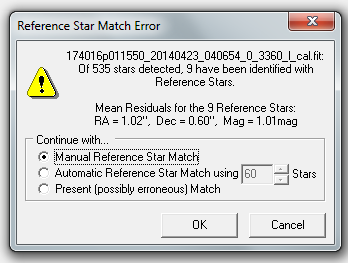 Reference Star Match Error
174016p011550_20140423_040654_0_3360_l_cal.fit:
Of 535 stars detected, 9 have been identified with
Reference Stars.
Mean Residuals for the 9 Reference Stars:
RA = 1.02", Dec = 0.60", Mag = 1.01mag
Continue with...
Manual Reference Star Match
Automatic Reference Star Match using 60 Stars
Present (possibly erroneous) Match
OK Cancel